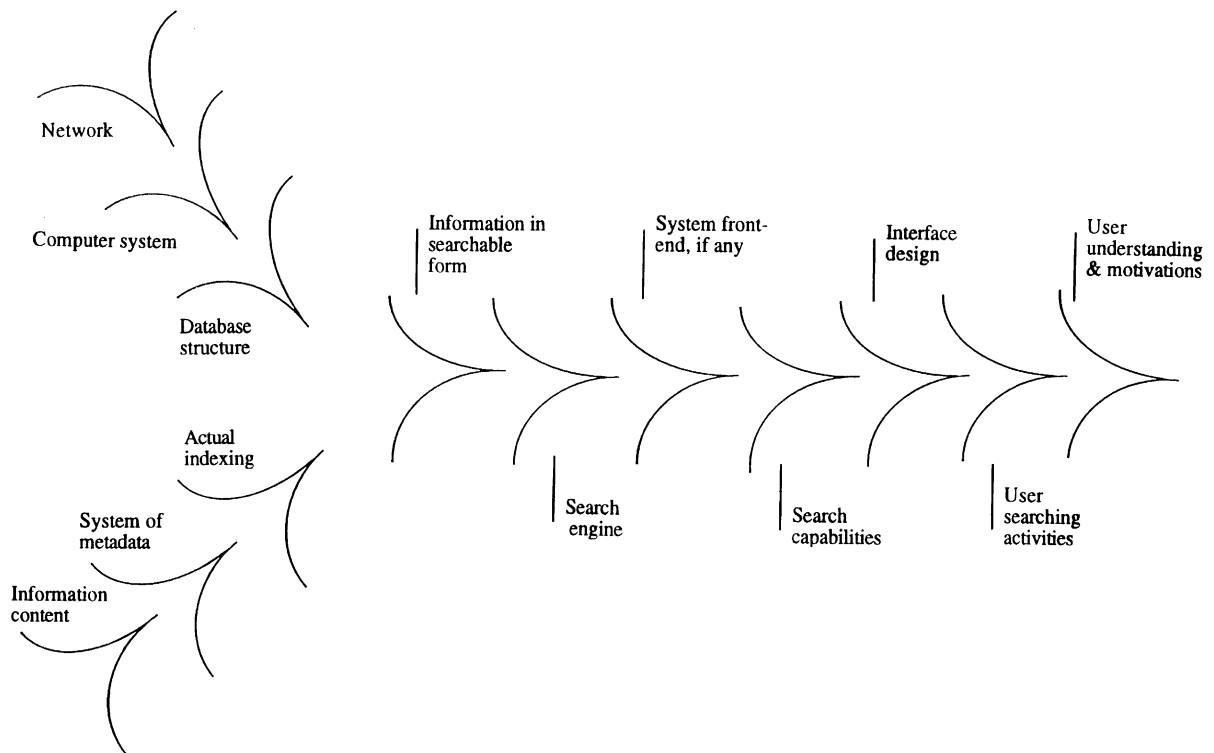 Network
Computer system
Database
structure
Actual
indexing
System of
metadata
Information
content
Information in
searchable
form
Search
engine
System front-
end, if any
Search
capabilities
Interface
design
User
searching
activities
User
understanding
& motivations